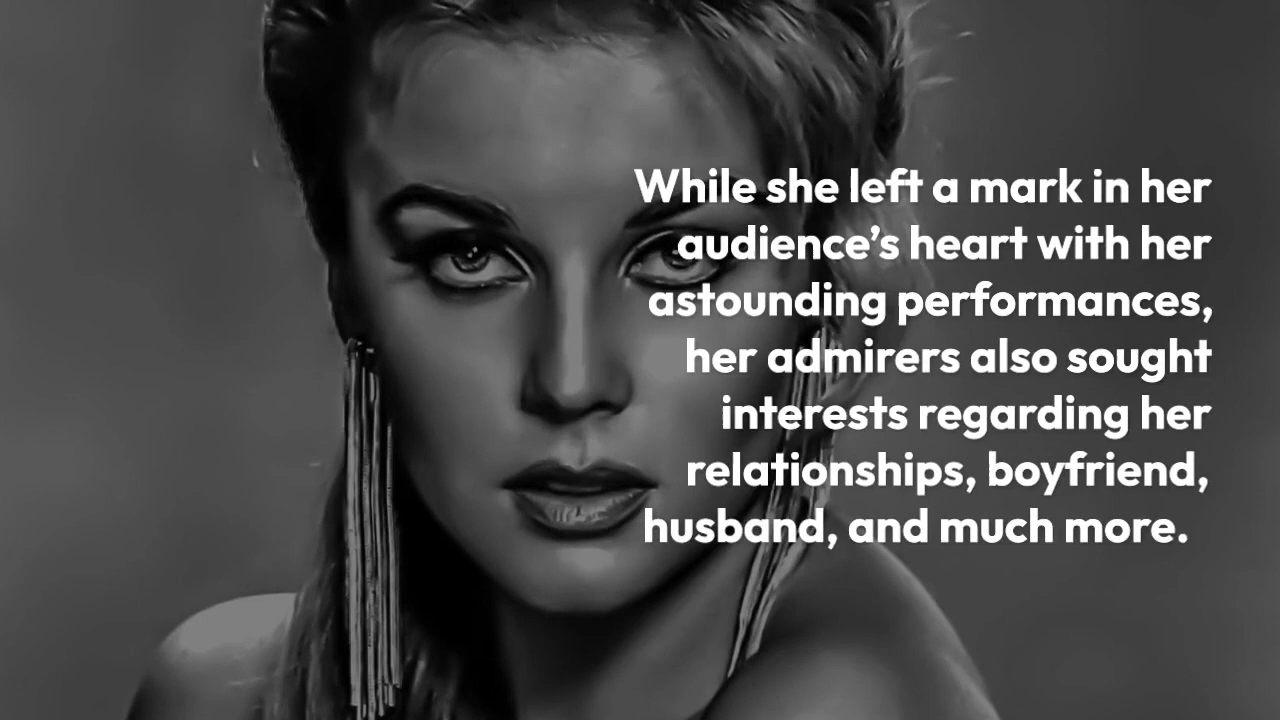 While she left a mark in her
audience’s heart with her
astounding performances,
her admirers also sought
interests regarding her
relationships, boyfriend,
husband, and much more.